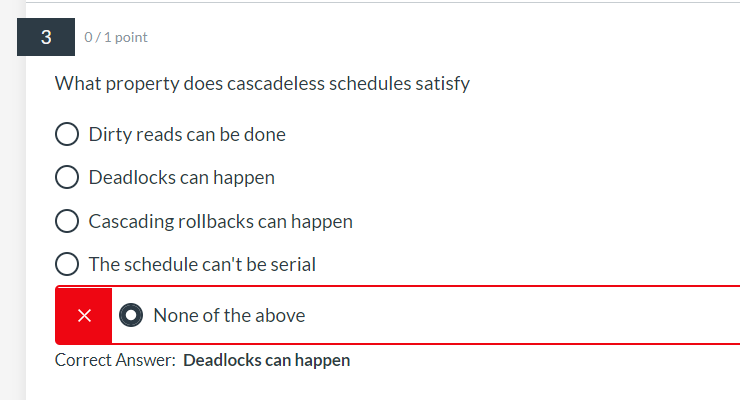 3 0 / 1 point
What property does cascadeless schedules satisfy
Dirty reads can be done
Deadlocks can happen
Cascading rollbacks can happen
The schedule can't be serial
None of the above
Correct Answer: Deadlocks can happen